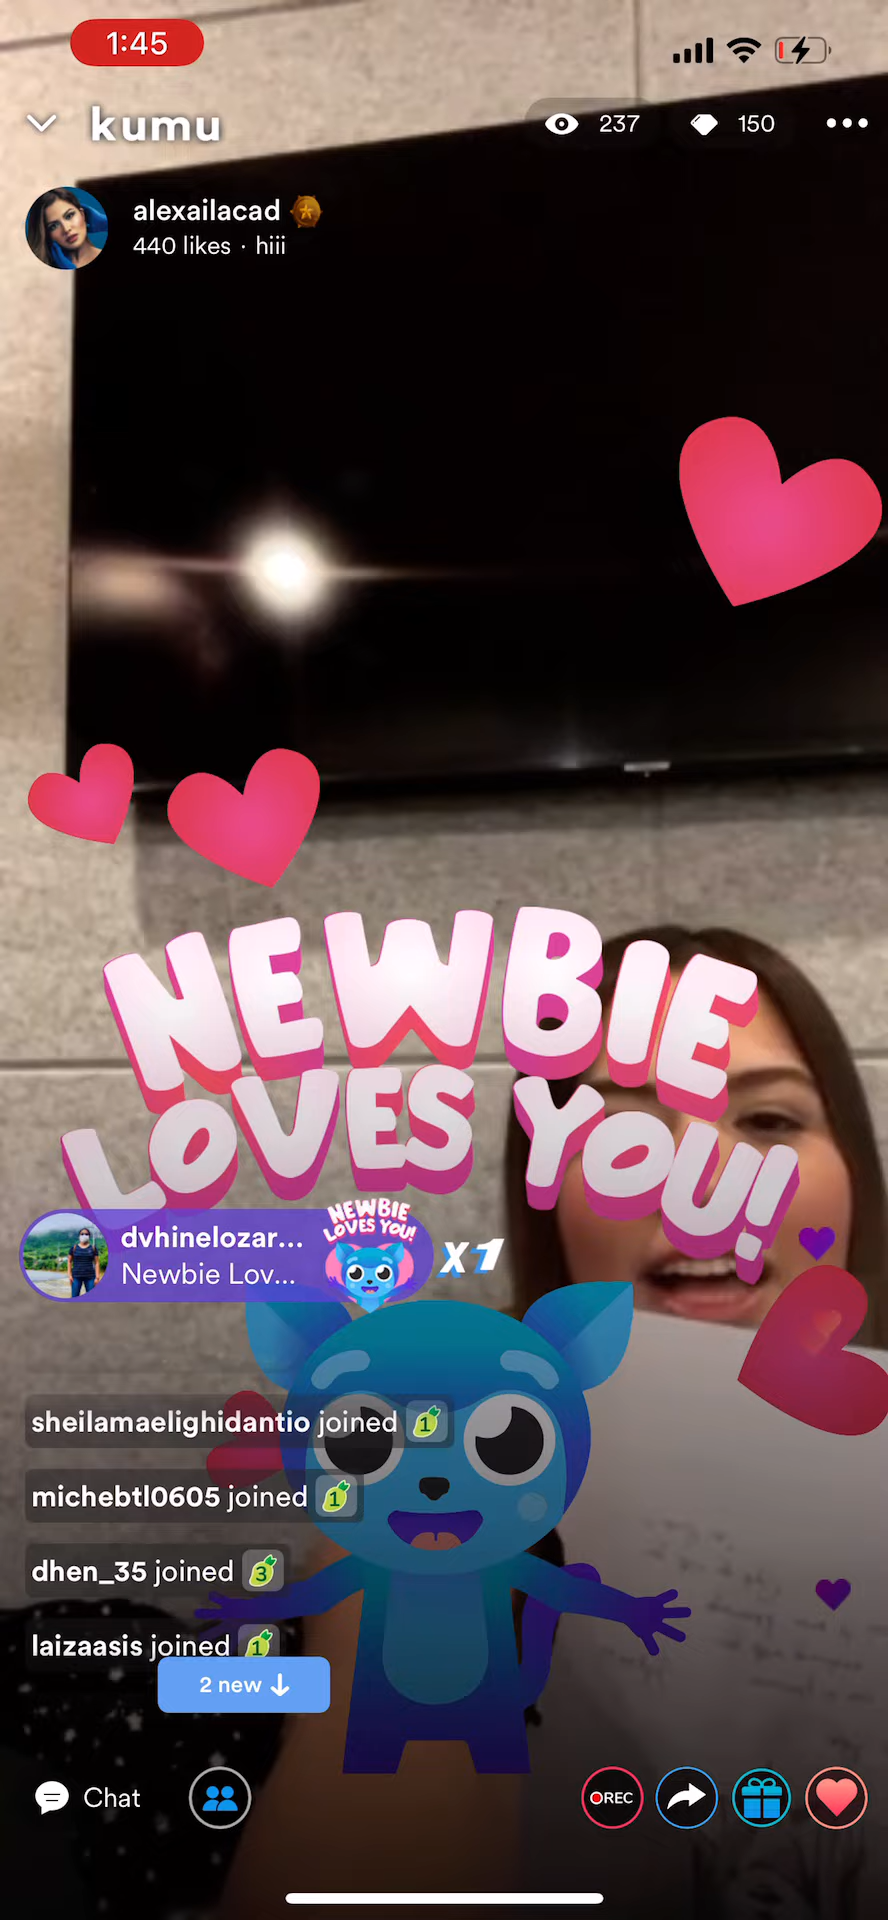 1:45
kumu
237
150
alexailacad
440 likes · hiii
NEWBIE
LOVES YOU!
dvhinelozar...
Newbie Lov...
NEWBIE
LOVES YOU!
X1
sheilamaelighidantio joined 1
michebtl0605 joined 1
dhen_35 joined 3
laizaasis joined 1
2 new
Chat
REC